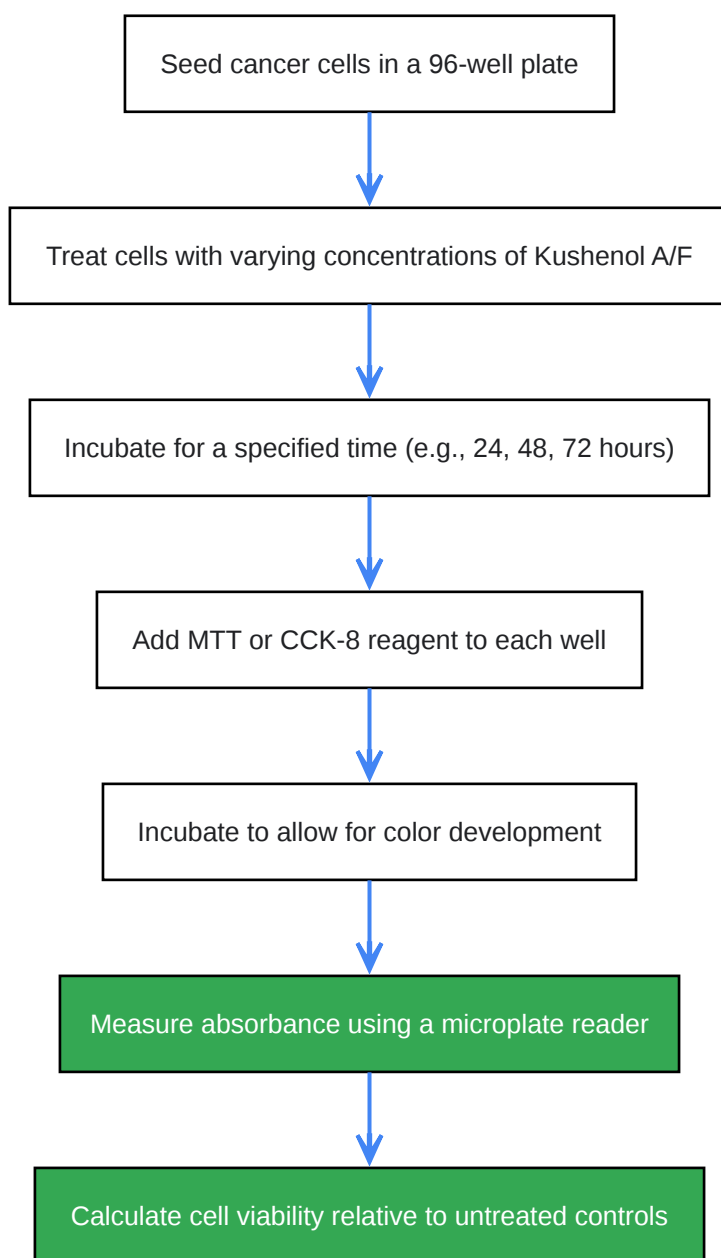 Seed cancer cells in a 96-well plate
Treat cells with varying concentrations of Kushenol A/F
Incubate for a specified time (e.g., 24, 48, 72 hours)
Add MTT or CCK-8 reagent to each well
Incubate to allow for color development
Measure absorbance using a microplate reader
Calculate cell viability relative to untreated controls